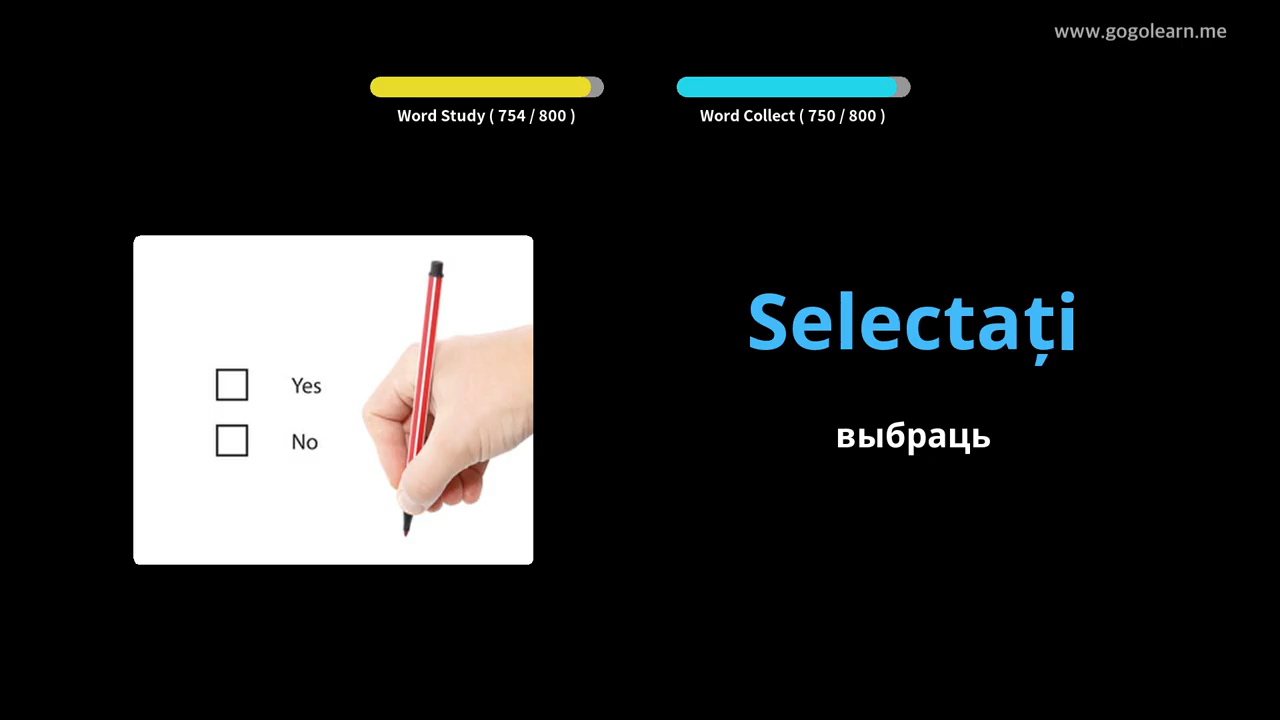 www.gogolearn.me
Word Study ( 754 / 800 )
Word Collect ( 750 / 800 )
Yes
No
Selectați
выбраць